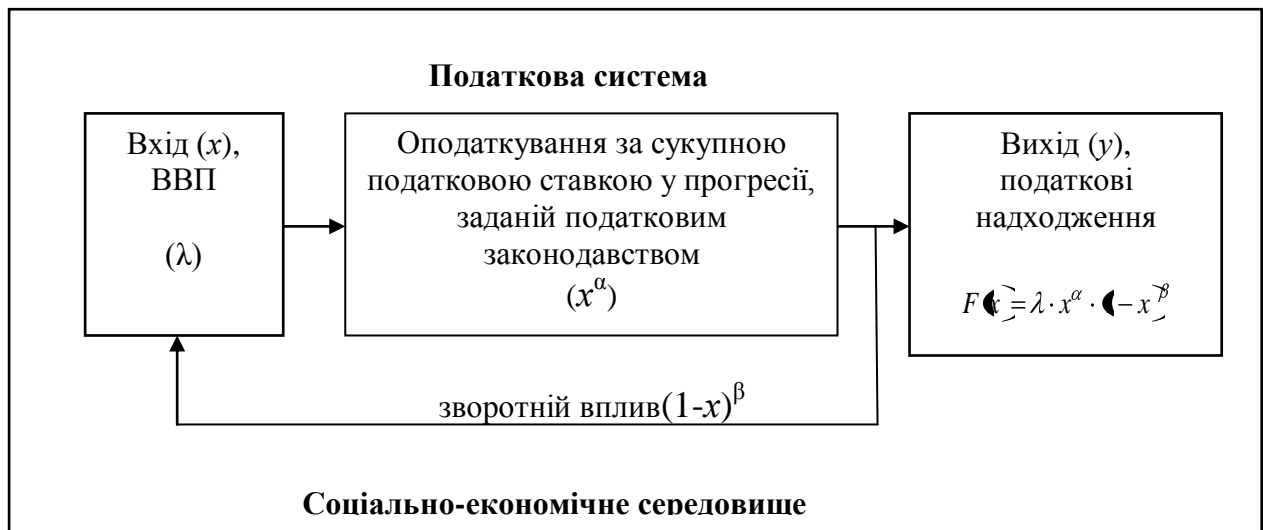 Податкова система
Вхід (x),
ВВП
(λ)
Оподаткування за сукупною
податковою ставкою у прогресії,
заданій податковим
законодавством
(x^α)
Вихід (y),
податкові
надходження
F(x)=λ·x^α·(-x)^β
зворотній вплив(1-x)^β
Соціально-економічне середовище